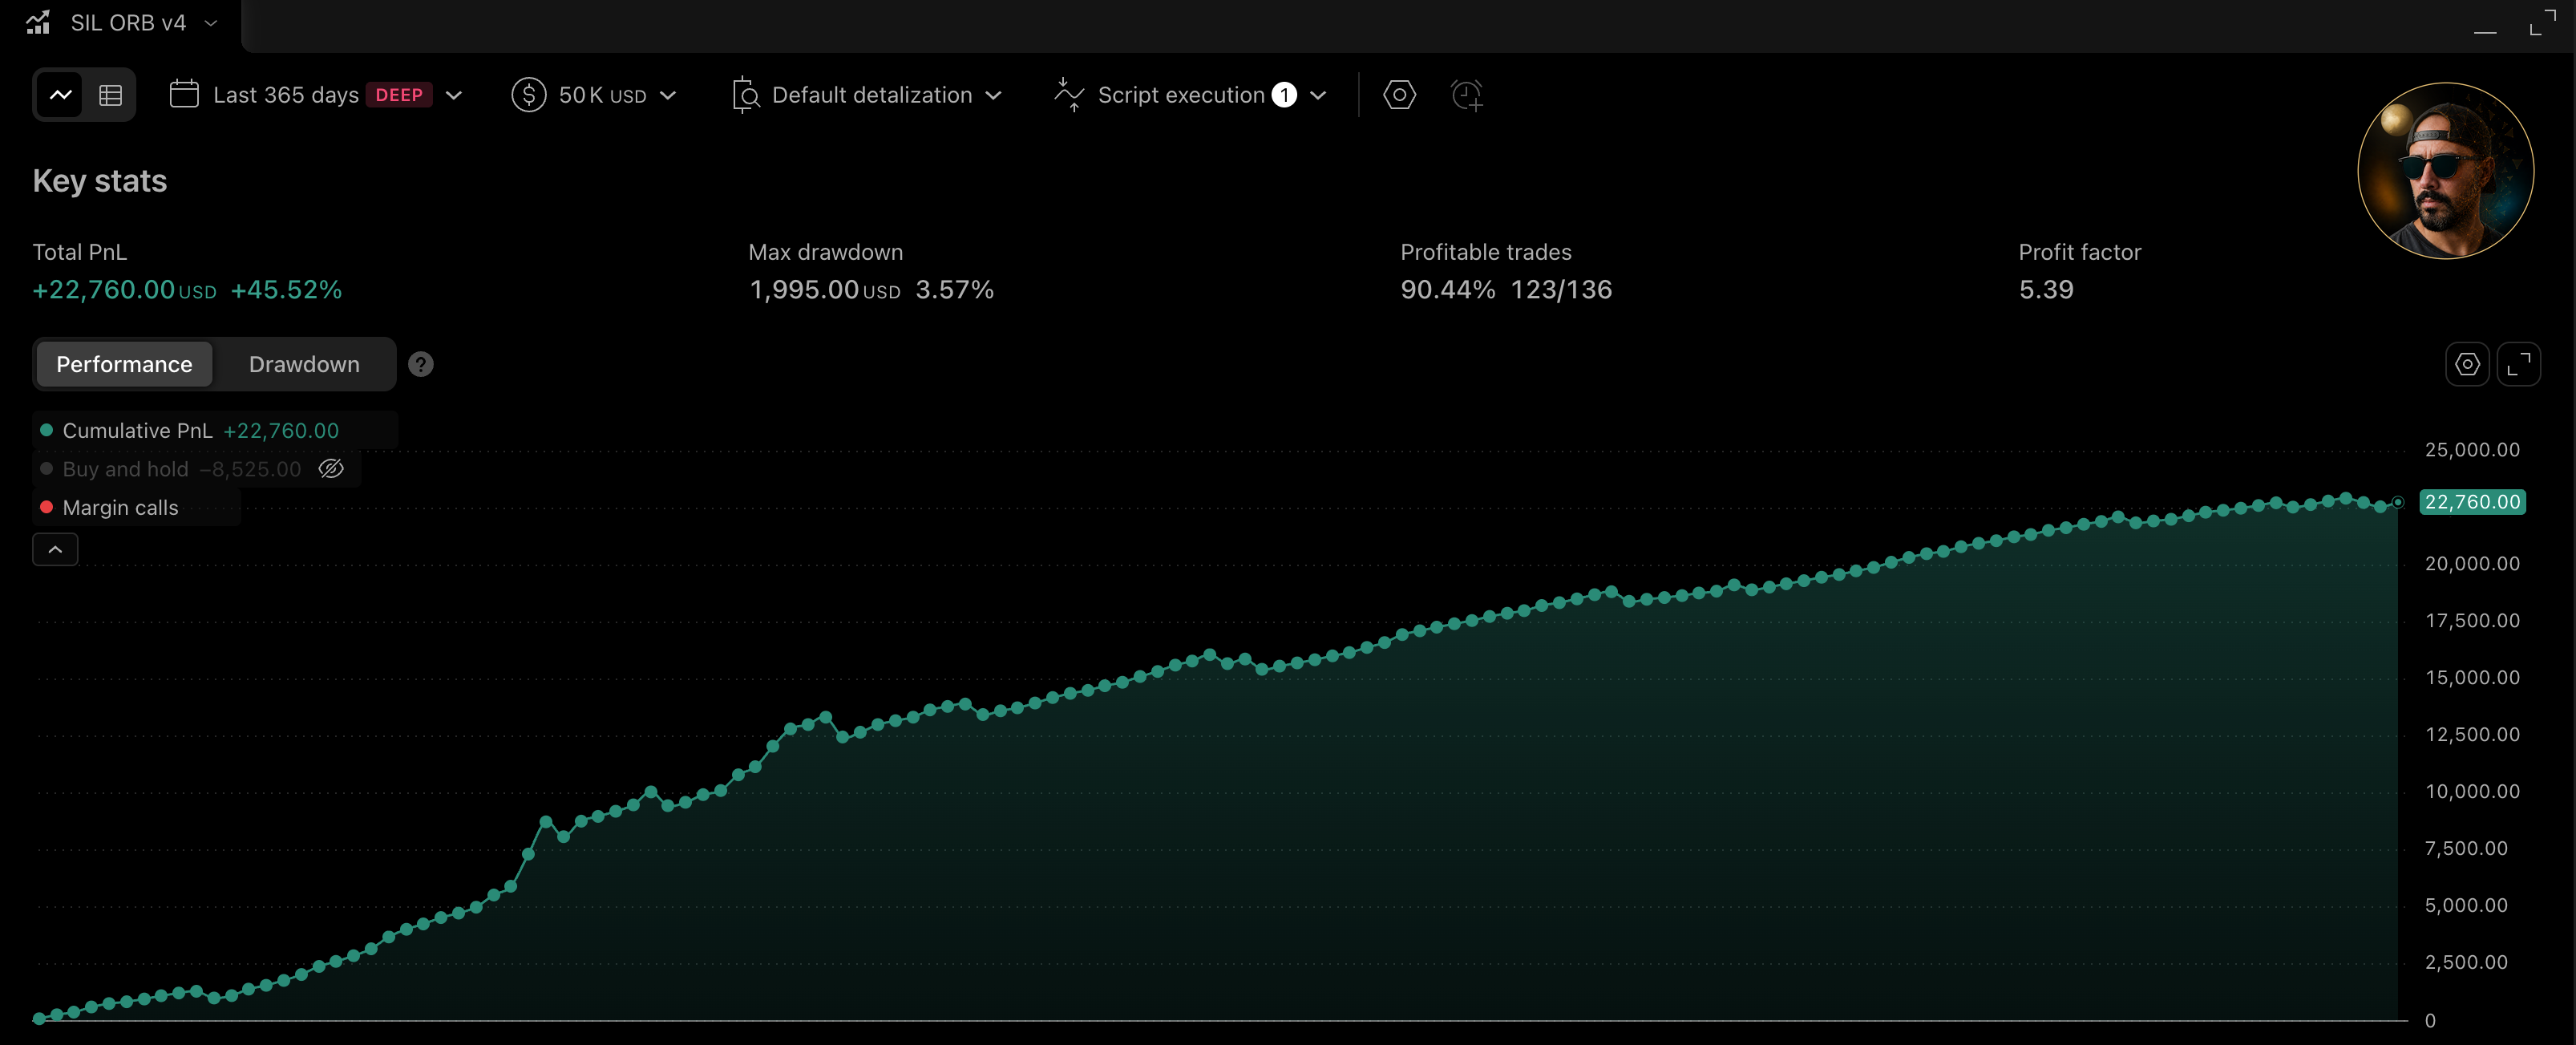 SIL ORB v4
Last 365 days DEEP 50 K USD Default detalization Script execution 1
Key stats
Total PnL Max drawdown Profitable trades Profit factor
+22,760.00 USD +45.52% 1,995.00 USD 3.57% 90.44% 123/136 5.39
Performance Drawdown ?
Cumulative PnL +22,760.00
25,000.00
Buy and hold −8,525.00
22,760.00
Margin calls
20,000.00
17,500.00
15,000.00
12,500.00
10,000.00
7,500.00
5,000.00
2,500.00
0